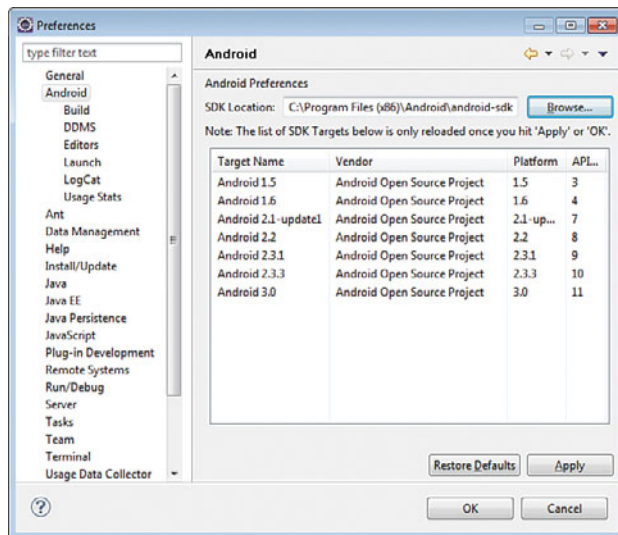 Preferences
type filter text
General
Android
Build
DDMS
Editors
Launch
LogCat
Usage Stats
Ant
Data Management
Help
Install/Update
Java
Java EE
Java Persistence
JavaScript
Plug-in Development
Remote Systems
Run/Debug
Server
Tasks
Team
Terminal
Usage Data Collector
Android
Android Preferences
SDK Location: C:\Program Files (x86)\Android\android-sdk Browse...
Note: The list of SDK Targets below is only reloaded once you hit 'Apply' or 'OK'.
Target Name Vendor Platform API...
Android 1.5 Android Open Source Project 1.5 3
Android 1.6 Android Open Source Project 1.6 4
Android 2.1-update1 Android Open Source Project 2.1-up... 7
Android 2.2 Android Open Source Project 2.2 8
Android 2.3.1 Android Open Source Project 2.3.1 9
Android 2.3.3 Android Open Source Project 2.3.3 10
Android 3.0 Android Open Source Project 3.0 11
Restore Defaults Apply
? OK Cancel